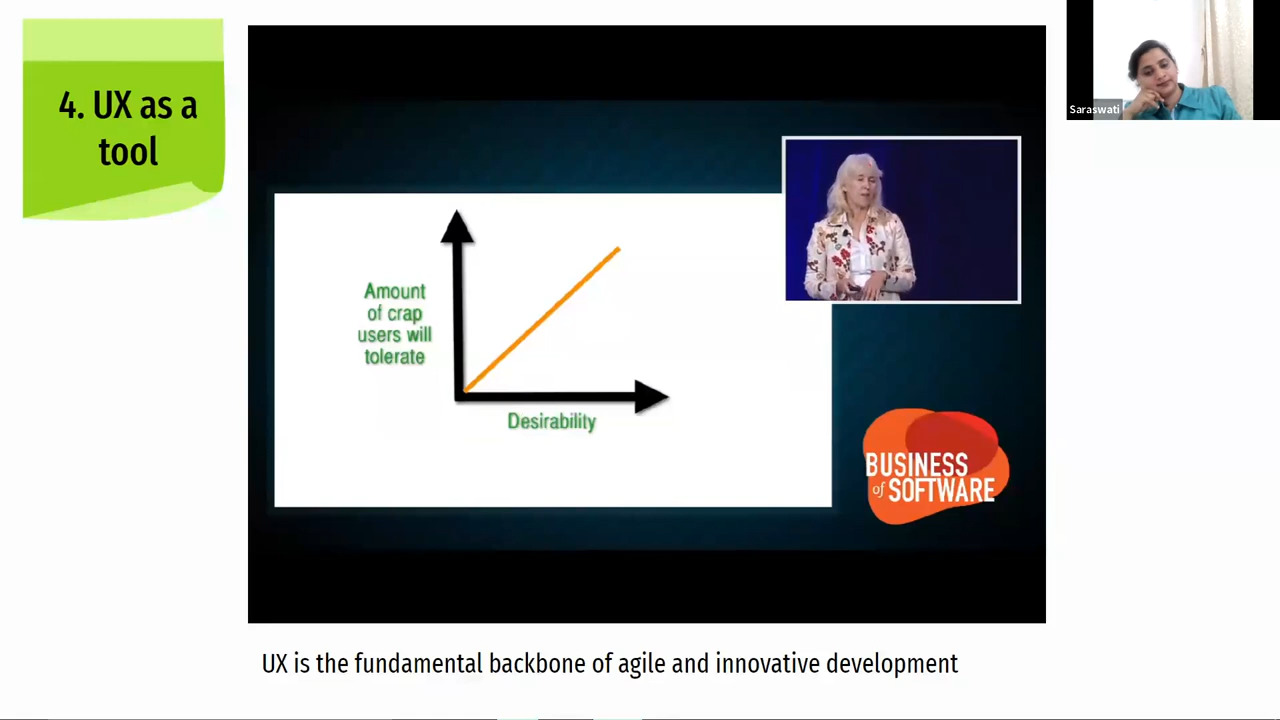 4. UX as a
tool
Saraswati
Amount
of crap
users will
tolerate
Desirability
BUSINESS
of SOFTWARE
UX is the fundamental backbone of agile and innovative development